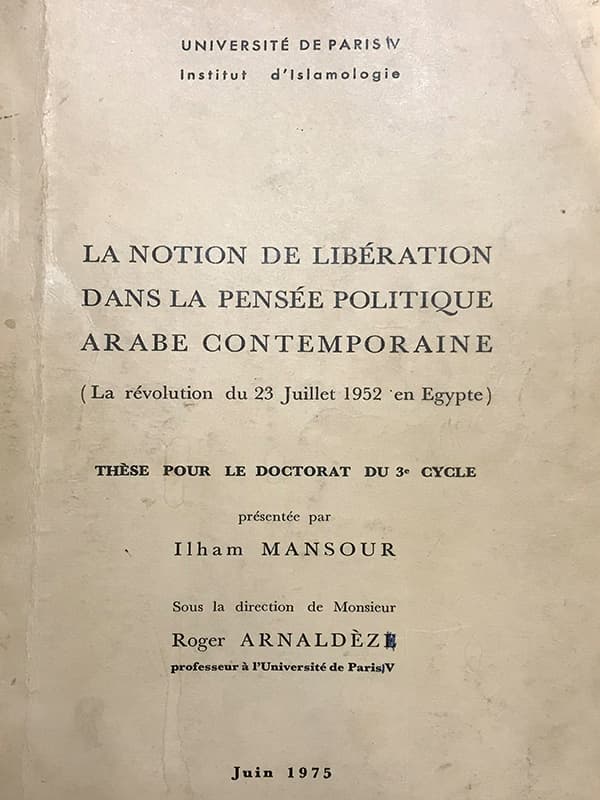 UNIVERSITÉ DE PARIS IV
Institut d'Islamologie
LA NOTION DE LIBÉRATION
DANS LA PENSÉE POLITIQUE
ARABE CONTEMPORAINE
(La révolution du 23 Juillet 1952 en Egypte)
THÈSE POUR LE DOCTORAT DU 3e CYCLE
présentée par
Ilham MANSOUR
Sous la direction de Monsieur
Roger ARNALDÈZ
professeur à l'Université de Paris IV
Juin 1975